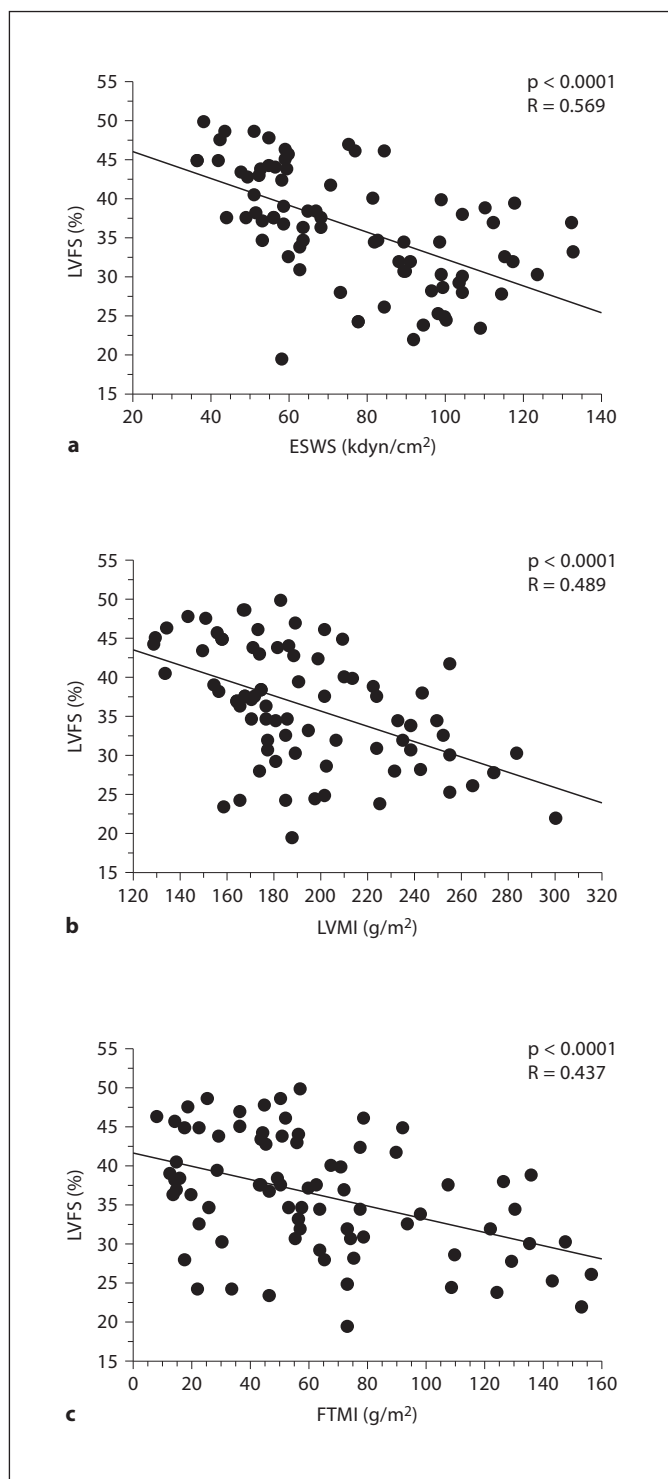 p < 0.0001
R = 0.569
55
50
45
40
35
30
25
20
15
LVFS (%)
20 40 60 80 100 120 140
a
ESWS (kdyn/cm²)
p < 0.0001
R = 0.489
55
50
45
40
35
30
25
20
15
LVFS (%)
120 140 160 180 200 220 240 260 280 300 320
b
LVMI (g/m²)
p < 0.0001
R = 0.437
55
50
45
40
35
30
25
20
15
LVFS (%)
0 20 40 60 80 100 120 140 160
c
FTMI (g/m²)